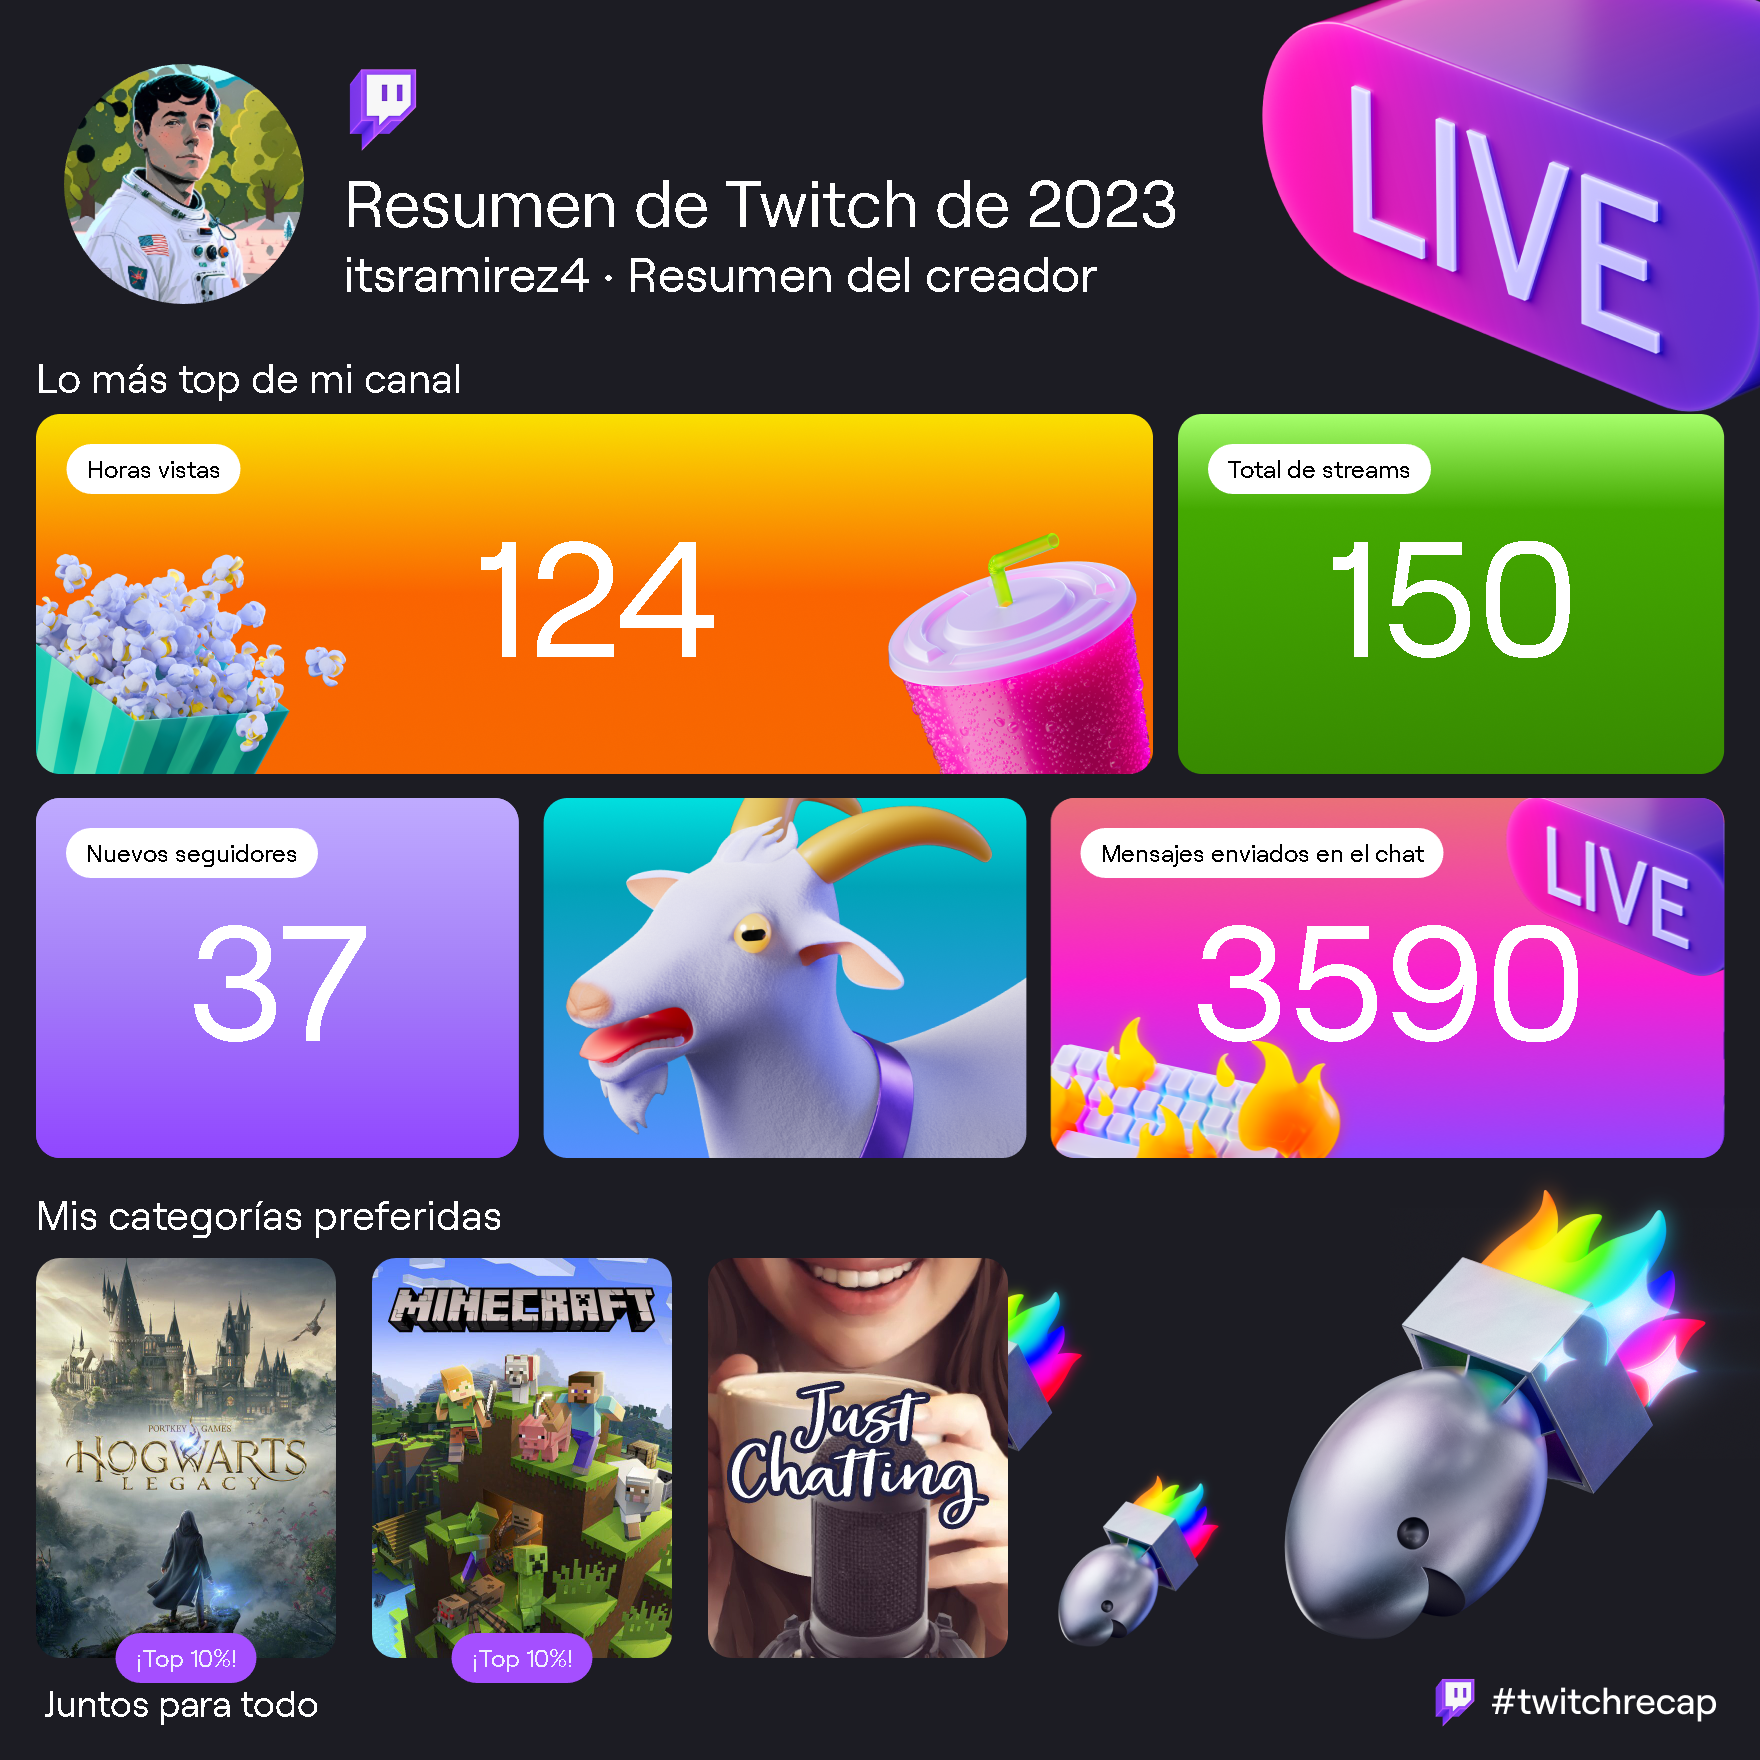 Resumen de Twitch de 2023
itsramirez4 · Resumen del creador
LIVE
Lo más top de mi canal
Horas vistas
124
Total de streams
150
Nuevos seguidores
37
Mensajes enviados en el chat
LIVE
3590
Mis categorías preferidas
PORTKEY GAMES
HOGWARTS
LEGACY
¡Top 10%!
MINECRAFT
¡Top 10%!
Just
Chatting
Juntos para todo
#twitchrecap